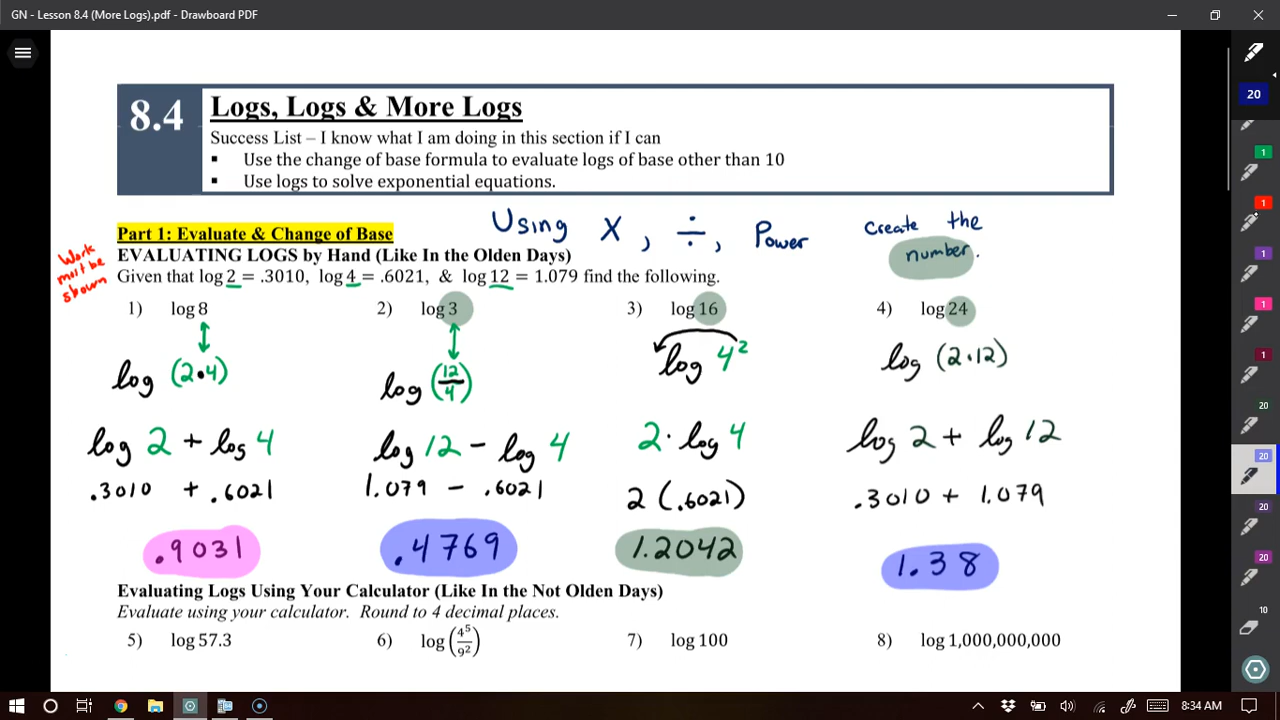 GN - Lesson 8.4 (More Logs).pdf - Drawboard PDF
8.4
Logs, Logs & More Logs
Success List – I know what I am doing in this section if I can
▪ Use the change of base formula to evaluate logs of base other than 10
▪ Use logs to solve exponential equations.
Using X, ÷, Power
create the
number.
Part 1: Evaluate & Change of Base
Work
must be
shown
EVALUATING LOGS by Hand (Like In the Olden Days)
Given that log 2 = .3010, log 4 = .6021, & log 12 = 1.079 find the following.
1) log 8
log (2•4)
log 2 + log 4
.3010 + .6021
.9031
2) log 3
log (12/4)
log 12 - log 4
1.079 - .6021
.4769
3) log 16
log 4²
2 · log 4
2 (.6021)
1.2042
4) log 24
log (2•12)
log 2 + log 12
.3010 + 1.079
1.38
Evaluating Logs Using Your Calculator (Like In the Not Olden Days)
Evaluate using your calculator. Round to 4 decimal places.
5) log 57.3
6) log (4⁵/9²)
7) log 100
8) log 1,000,000,000
20
1
1
1
1
1
20
20
20
20
10
8:34 AM